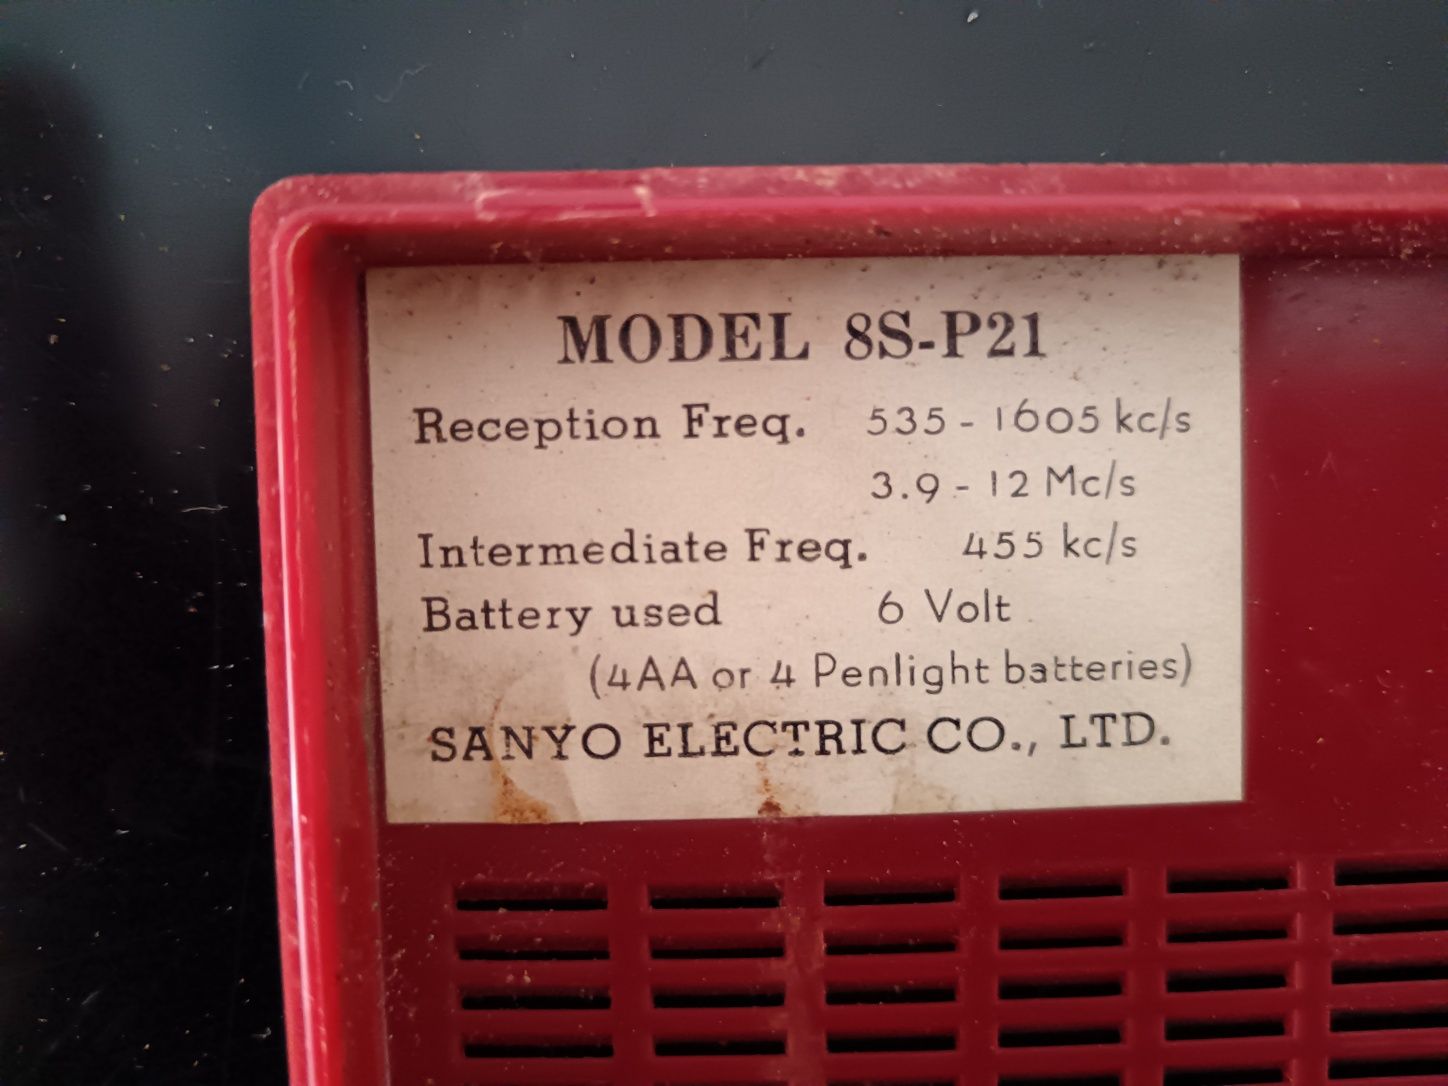 MODEL 8S-P21
Reception Freq. 535 - 1605 kc/s
3.9 - 12 Mc/s
Intermediate Freq. 455 kc/s
Battery used 6 Volt
(4AA or 4 Penlight batteries)
SANYO ELECTRIC CO., LTD.